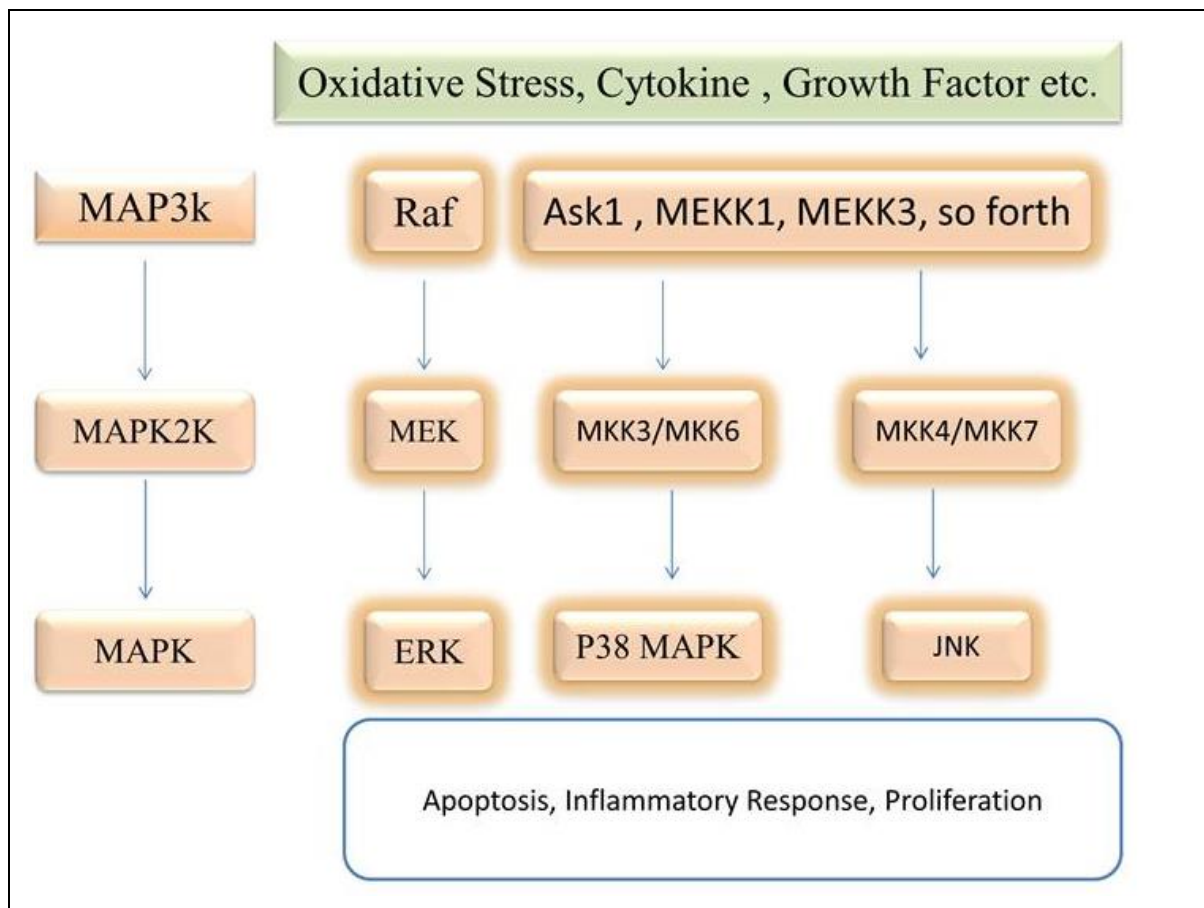 Oxidative Stress, Cytokine , Growth Factor etc.
MAP3k
Raf
Ask1 , MEKK1, MEKK3, so forth
MAPK2K
MEK
MKK3/MKK6
MKK4/MKK7
MAPK
ERK
P38 MAPK
JNK
Apoptosis, Inflammatory Response, Proliferation